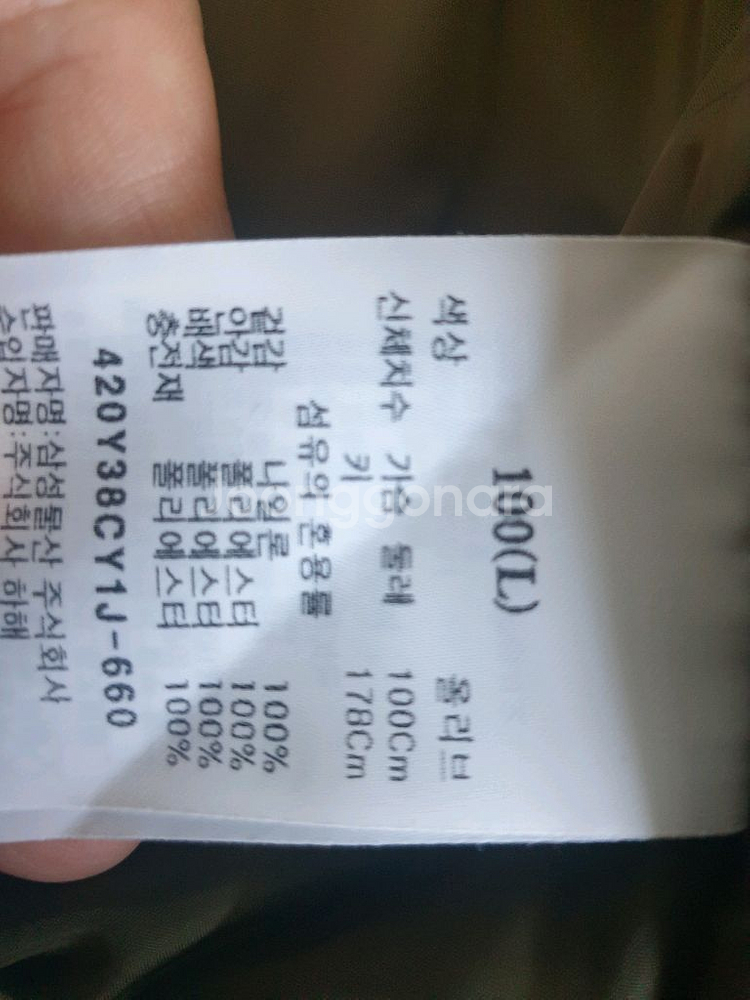 100(L)
색상 올리브
신체치수 가슴 둘레 100Cm
키 178Cm
섬유의 혼용률
겉감 나일론 100%
안감 폴리에스터 100%
배색 폴리에스터 100%
충전재 폴리에스터 100%
420Y38CY1J-660
판매자명:삼성물산 주식회사
수입자명:주식회사 하해
Joonggonara